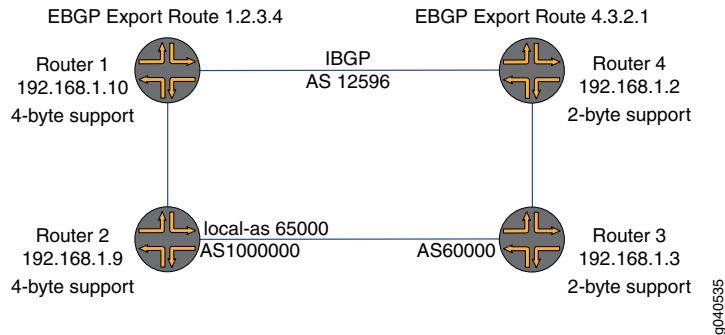 EBGP Export Route 1.2.3.4
EBGP Export Route 4.3.2.1
Router 1
192.168.1.10
4-byte support
IBGP
AS 12596
Router 4
192.168.1.2
2-byte support
Router 2
192.168.1.9
4-byte support
local-as 65000
AS1000000
AS60000
Router 3
192.168.1.3
2-byte support
g040535